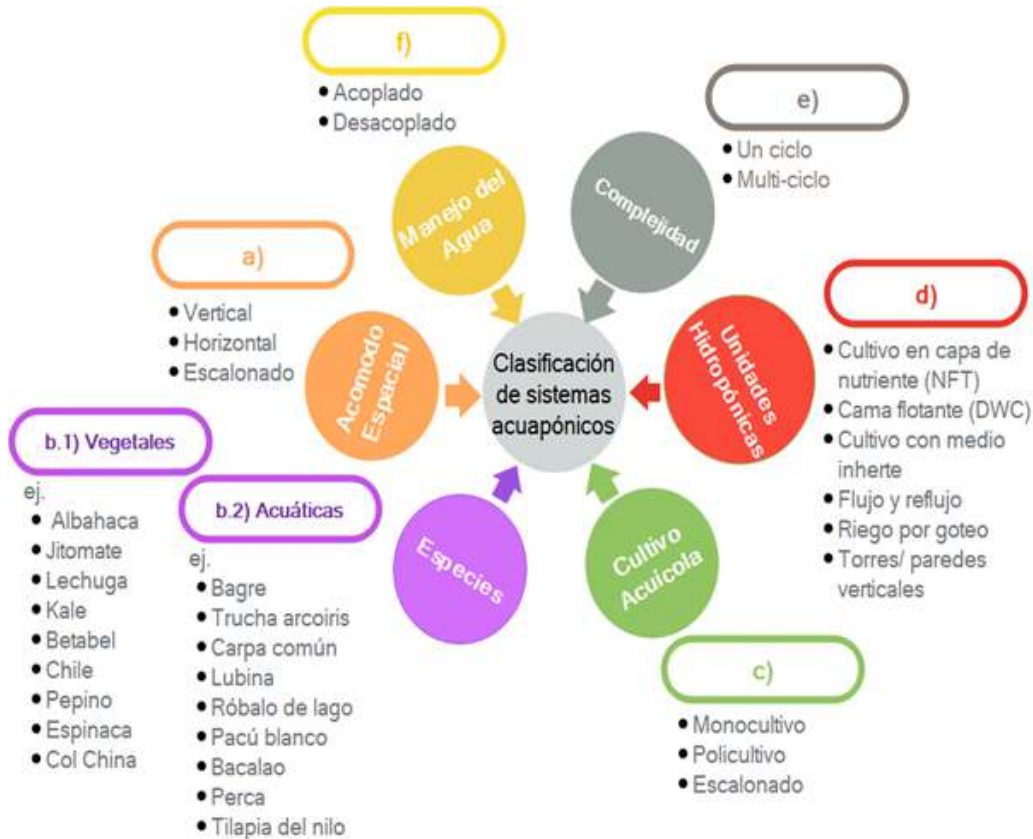 f)
• Acoplado
• Desacoplado
e)
• Un ciclo
• Multi-ciclo
Manejo del
Agua
Complejidad
a)
• Vertical
• Horizontal
• Escalonado
Acomodo
Espacial
Clasificación
de sistemas
acuapónicos
Unidades
Hidropónicas
d)
• Cultivo en capa de
nutriente (NFT)
• Cama flotante (DWC)
• Cultivo con medio
inherte
• Flujo y reflujo
• Riego por goteo
• Torres/ paredes
verticales
b.1) Vegetales
ej.
• Albahaca
• Jitomate
• Lechuga
• Kale
• Betabel
• Chile
• Pepino
• Espinaca
• Col China
b.2) Acuáticas
ej.
• Bagre
• Trucha arcoiris
• Carpa común
• Lubina
• Róbalo de lago
• Pacú blanco
• Bacalao
• Perca
• Tilapia del nilo
Especies
Cultivo
Acuícola
c)
• Monocultivo
• Policultivo
• Escalonado